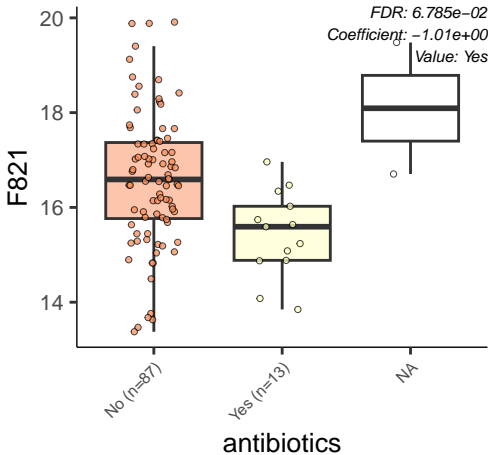 FDR: 6.785e−02
Coefficient: −1.01e+00
Value: Yes
20
18
16
14
F821
No (n=87)
Yes (n=13)
NA
antibiotics